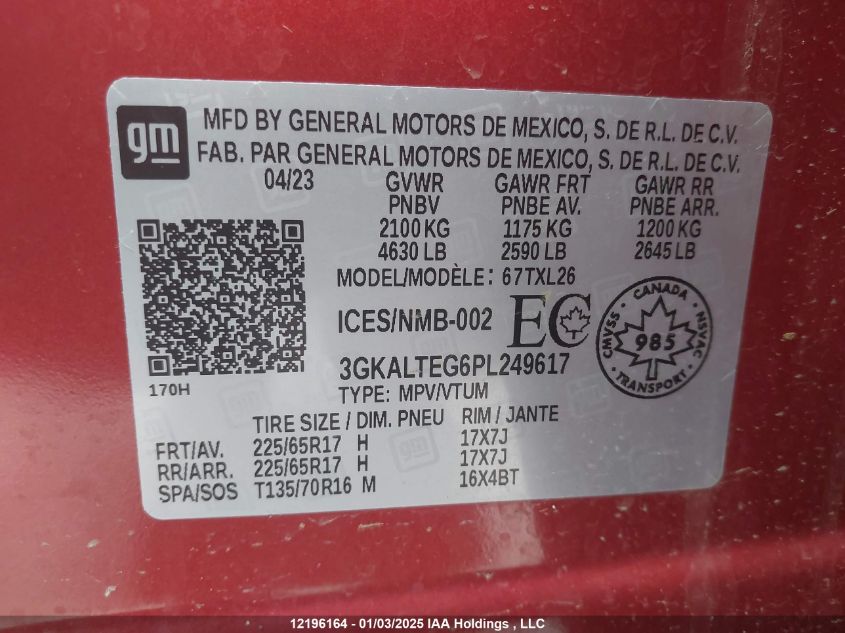 gm
MFD BY GENERAL MOTORS DE MEXICO, S. DE R.L. DE C.V.
FAB. PAR GENERAL MOTORS DE MEXICO, S. DE R.L. DE C.V.
04/23 GVWR GAWR FRT GAWR RR
PNBV PNBE AV. PNBE ARR.
2100 KG 1175 KG 1200 KG
4630 LB 2590 LB 2645 LB
MODEL/MODÈLE: 67TXL26
ICES/NMB-002 EC
CANADA
CMVSS 985 NSVAC
TRANSPORT
3GKALTEG6PL249617
170H
TYPE: MPV/VTUM
TIRE SIZE / DIM. PNEU RIM / JANTE
FRT/AV. 225/65R17 H 17X7J
RR/ARR. 225/65R17 H 17X7J
SPA/SOS T135/70R16 M 16X4BT
12196164 - 01/03/2025 IAA Holdings , LLC